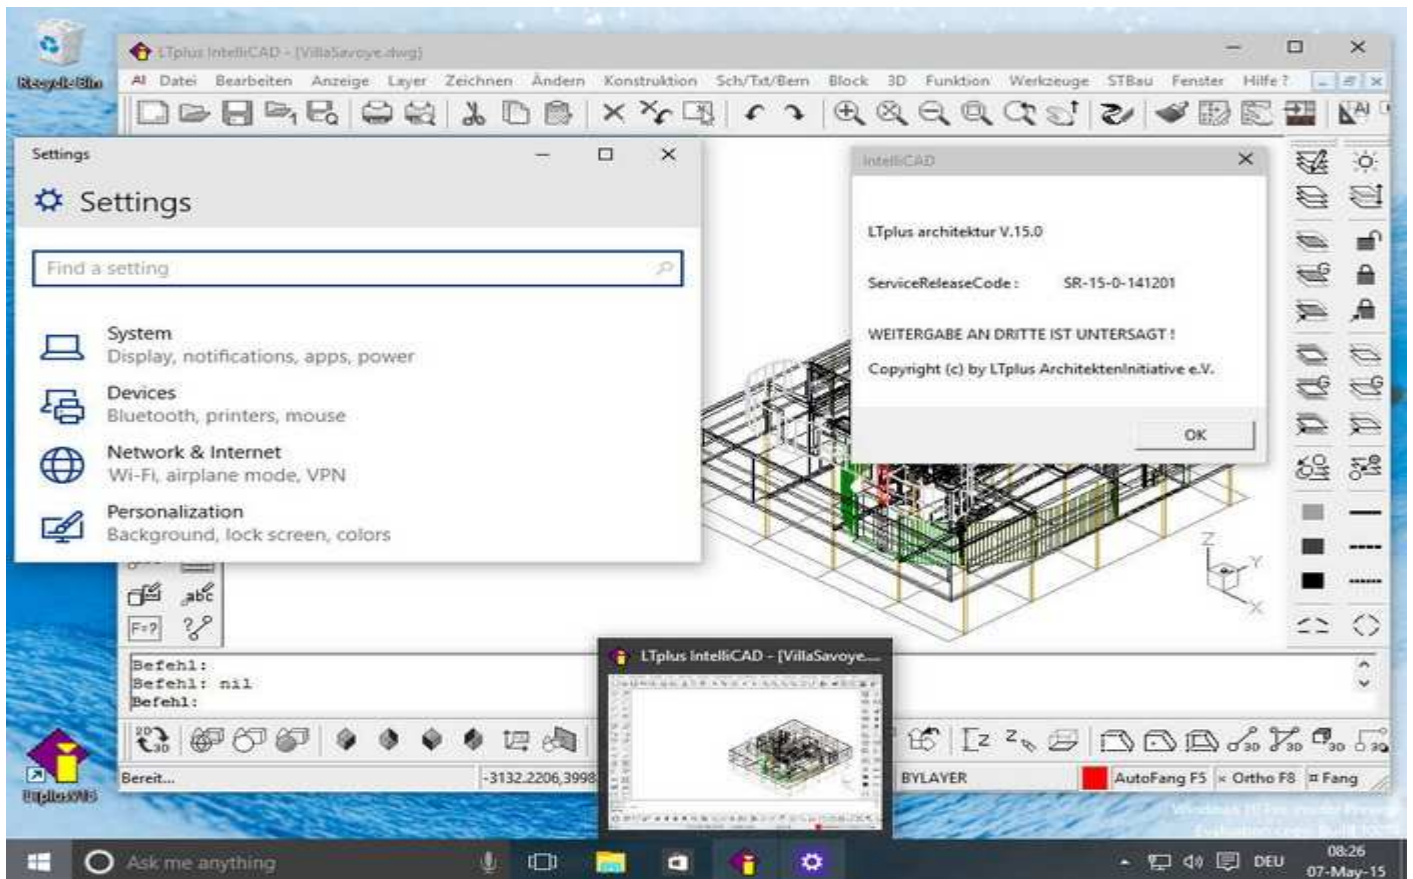 Recycle Bin
LTplus IntelliCAD - [VillaSavoye.dwg]
Datei Bearbeiten Anzeige Layer Zeichnen Ändern Konstruktion Sch/Txt/Bem Block 3D Funktion Werkzeuge STBau Fenster Hilfe ?
Settings
Settings
Find a setting
System
Display, notifications, apps, power
Devices
Bluetooth, printers, mouse
Network & Internet
Wi-Fi, airplane mode, VPN
Personalization
Background, lock screen, colors
IntelliCAD
LTplus architektur V.15.0
ServiceReleaseCode : SR-15-0-141201
WEITERGABE AN DRITTE IST UNTERSAGT !
Copyright (c) by LTplus ArchitektenInitiative e.V.
OK
Z
Y
X
abc
F=?
Befehl:
Befehl: nil
Befehl:
LTplus IntelliCAD - [VillaSavoye....
Bereit...
-3132.2206,3998
BYLAYER
AutoFang F5
Ortho F8
Fang
LTplusV15
Ask me anything
DEU
08:26
07-May-15